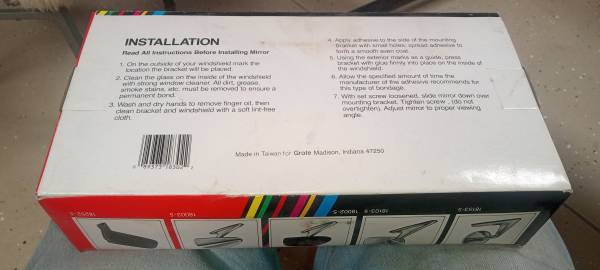 INSTALLATION
Read All Instructions Before Installing Mirror
1. On the outside of your windshield mark the
location the bracket will be placed.
2. Clean the glass on the inside of the windshield
with strong window cleaner. All dirt, grease,
smoke stains, etc. must be removed to ensure a
permanent bond.
3. Wash and dry hands to remove finger oil, then
clean bracket and windshield with a soft lint-free
cloth.
4. Apply adhesive to the side of the mounting
bracket with small holes, spread adhesive to
form a smooth even coat.
5. Using the exterior marks as a guide, press
bracket with glue firmly into place on the inside of
the windshield.
6. Allow the specified amount of time the
manufacturer of the adhesive recommends for
this type of bondage.
7. With set screw loosened, slide mirror down over
mounting bracket. Tighten screw, (do not
overtighten). Adjust mirror to proper viewing
angle.
Made in Taiwan for Grote Madison, Indiana 47250